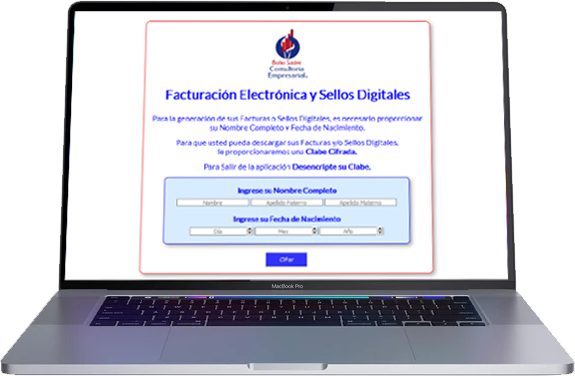 Bufio Sastre
Consultoría
Empresarial.
Facturación Electrónica y Sellos Digitales
Para la generación de sus Facturas o Sellos Digitales, es necesario proporcionar
su Nombre Completo y Fecha de Nacimiento.
Para que usted pueda descargar sus Facturas y/o Sellos Digitales,
le proporcionaremos una Clabe Cifrada.
Para Salir de la aplicación Desencripte su Clabe.
Ingrese su Nombre Completo
Nombre Apellido Paterno Apellido Materno
Ingrese su Fecha de Nacimiento
Día Mes Año
Cifrar
MacBook Pro